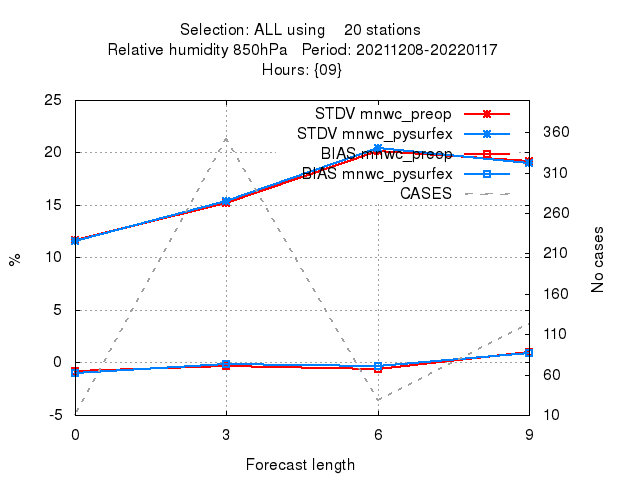 Selection: ALL using 20 stations
Relative humidity 850hPa Period: 20211208-20220117
Hours: {09}
STDV mnwc_preop
STDV mnwc_pysurfex
BIAS mnwc_preop
BIAS mnwc_pysurfex
CASES
25
20
15
10
5
0
-5
%
360
310
260
210
160
110
60
10
No cases
0 3 6 9
Forecast length